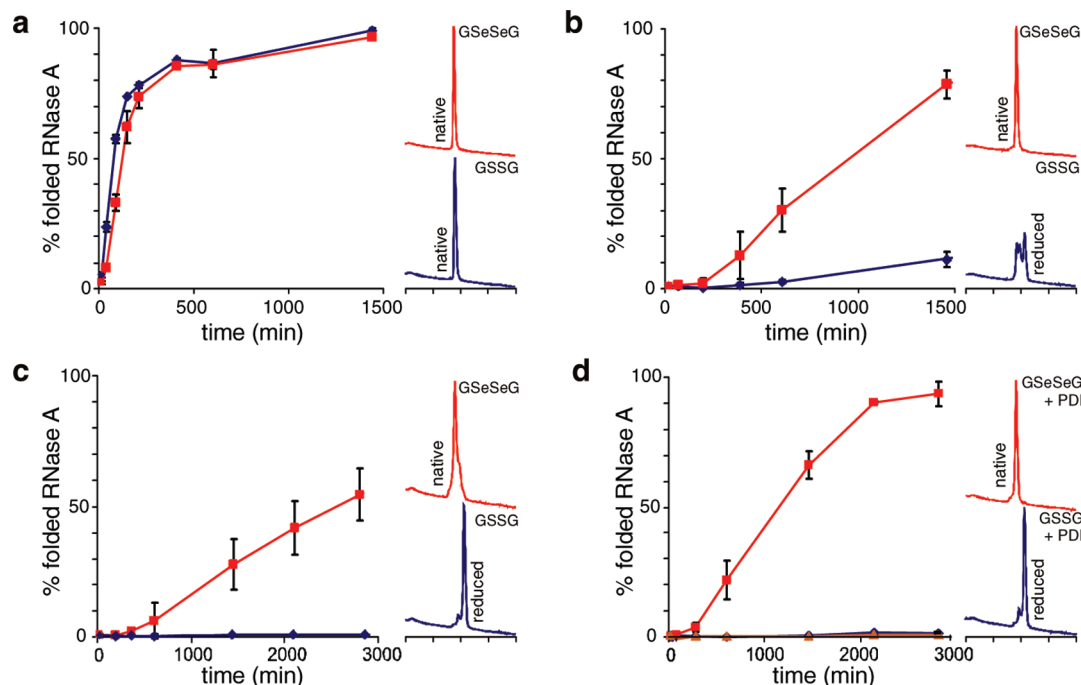 a
100
50
0
% folded RNase A
0 500 1000 1500
time (min)
GSeSeG
native
GSSG
native
b
100
50
0
% folded RNase A
0 500 1000 1500
time (min)
GSeSeG
native
GSSG
reduced
c
100
50
0
% folded RNase A
0 1000 2000 3000
time (min)
GSeSeG
native
GSSG
reduced
d
100
50
0
% folded RNase A
0 1000 2000 3000
time (min)
GSeSeG
+ PDI
native
GSSG
+ PDI
reduced